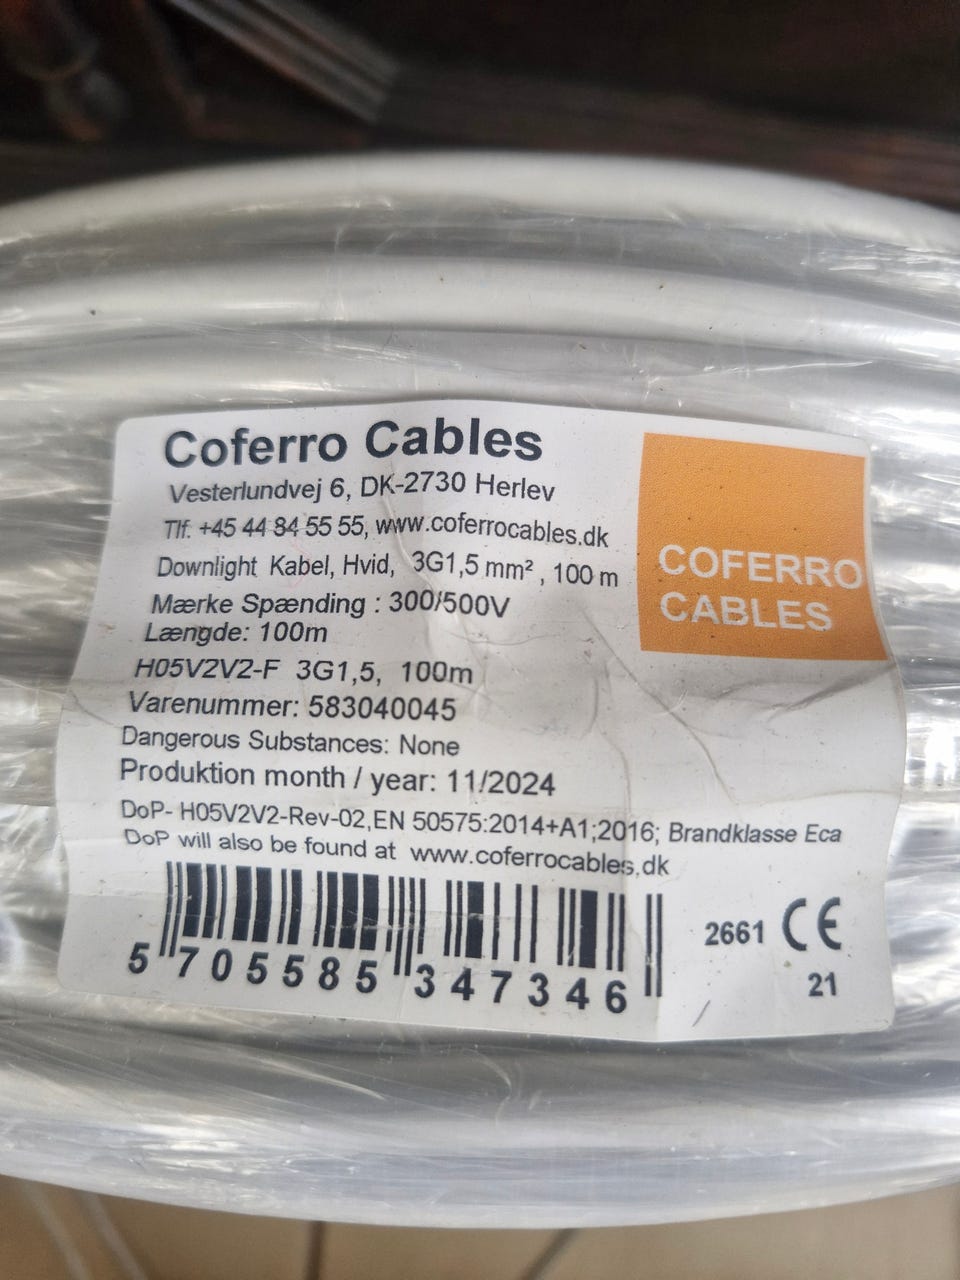 Coferro Cables
Vesterlundvej 6, DK-2730 Herlev
Tlf. +45 44 84 55 55, www.coferrocables.dk
Downlight Kabel, Hvid, 3G1,5 mm² , 100 m
Mærke Spænding : 300/500V
Længde: 100m
H05V2V2-F 3G1,5, 100m
Varenummer: 583040045
Dangerous Substances: None
Produktion month / year: 11/2024
DoP- H05V2V2-Rev-02,EN 50575:2014+A1;2016; Brandklasse Eca
DoP will also be found at www.coferrocables.dk
5 705585 347346
2661 CE
21
COFERRO
CABLES